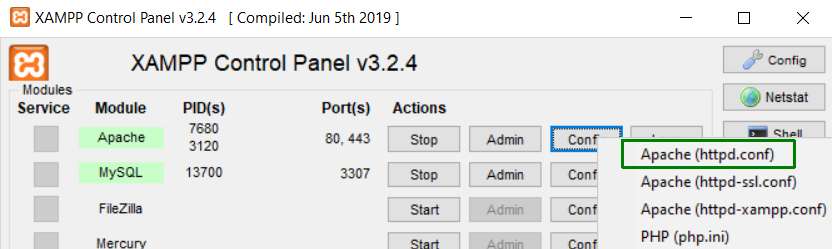 XAMPP Control Panel v3.2.4 [ Compiled: Jun 5th 2019 ]
XAMPP Control Panel v3.2.4
Config
Modules
Service Module PID(s) Port(s) Actions
Netstat
Apache 7680 3120 80, 443 Stop Admin Config
Shell
Apache (httpd.conf)
MySQL 13700 3307 Stop Admin Conf
Apache (httpd-ssl.conf)
FileZilla Start Admin Conf
Apache (httpd-xampp.conf)
Mercury Start Admin Conf
PHP (php.ini)